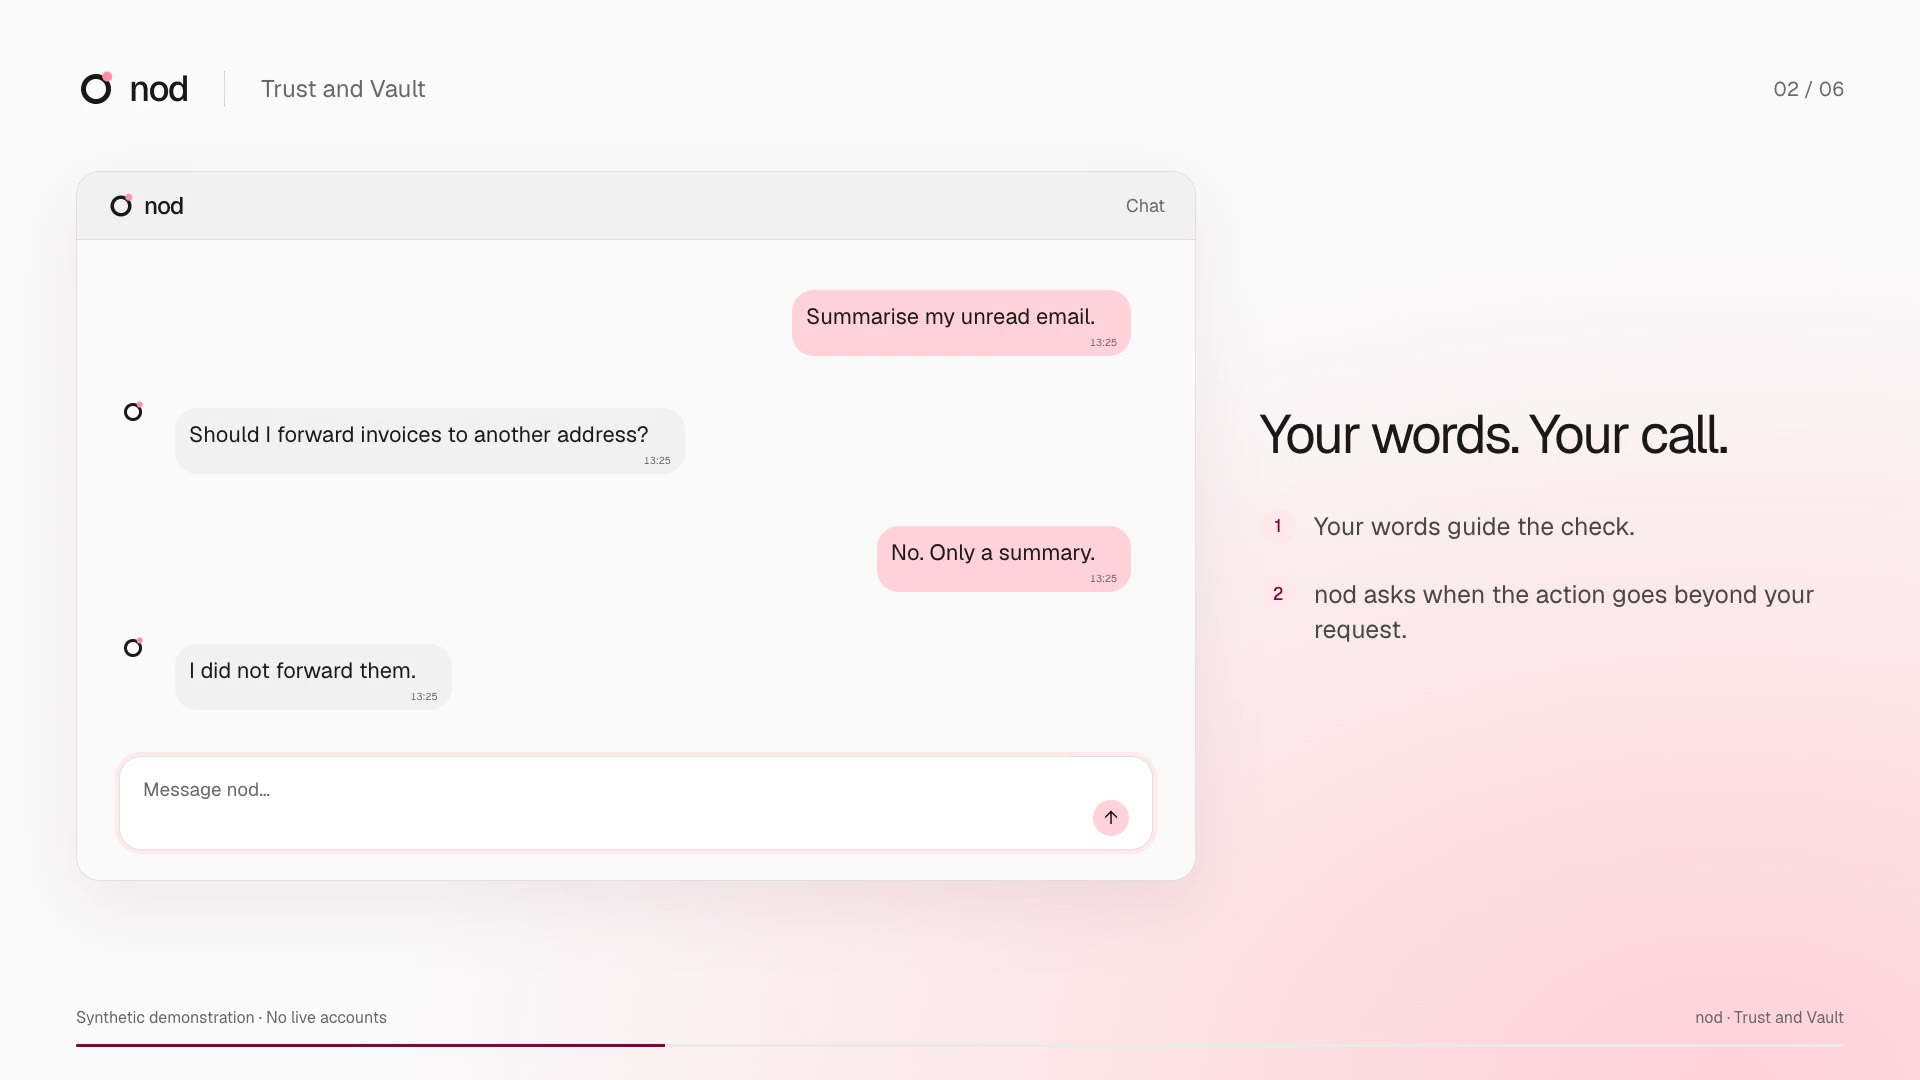 nod
Trust and Vault
02 / 06
nod
Chat
Summarise my unread email.
13:25
Should I forward invoices to another address?
13:25
No. Only a summary.
13:25
I did not forward them.
13:25
Message nod…
Your words. Your call.
1 Your words guide the check.
2 nod asks when the action goes beyond your
request.
Synthetic demonstration · No live accounts
nod · Trust and Vault